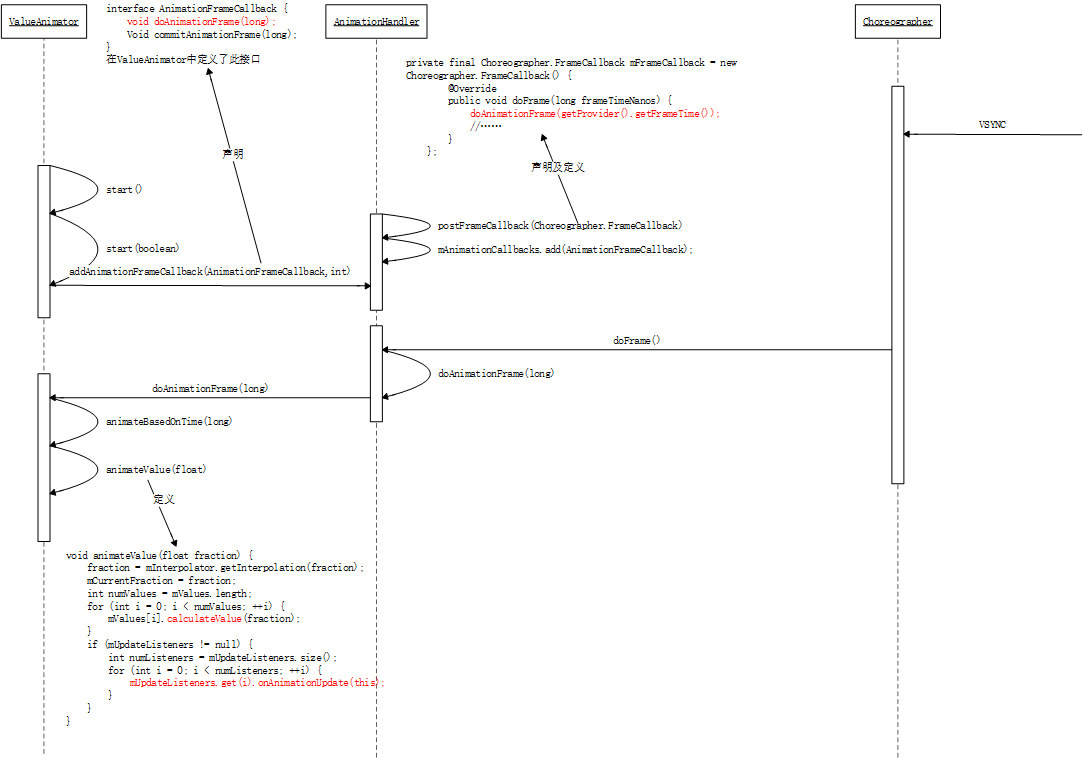 ValueAnimator
interface AnimationFrameCallback {
void doAnimationFrame(long);
Void commitAnimationFrame(long);
}
在ValueAnimator中定义了此接口
AnimationHandler
Choreographer
private final Choreographer.FrameCallback mFrameCallback = new
Choreographer.FrameCallback() {
@Override
public void doFrame(long frameTimeNanos) {
doAnimationFrame(getProvider().getFrameTime());
//……
}
};
VSYNC
声明
声明及定义
start()
postFrameCallback(Choreographer.FrameCallback)
start(boolean)
mAnimationCallbacks.add(AnimationFrameCallback);
addAnimationFrameCallback(AnimationFrameCallback,int)
doFrame()
doAnimationFrame(long)
doAnimationFrame(long)
animateBasedOnTime(long)
animateValue(float)
定义
void animateValue(float fraction) {
fraction = mInterpolator.getInterpolation(fraction);
mCurrentFraction = fraction;
int numValues = mValues.length;
for (int i = 0; i < numValues; ++i) {
mValues[i].calculateValue(fraction);
}
if (mUpdateListeners != null) {
int numListeners = mUpdateListeners.size();
for (int i = 0; i < numListeners; ++i) {
mUpdateListeners.get(i).onAnimationUpdate(this);
}
}
}